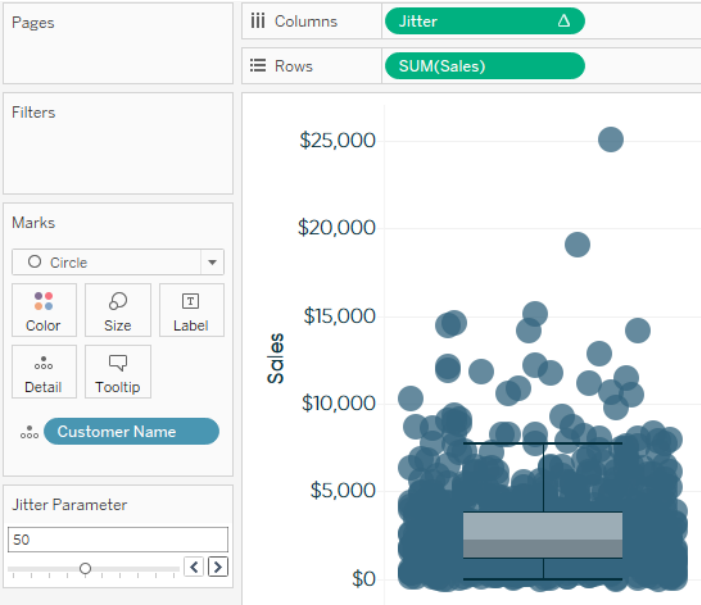 Pages
Columns
Jitter Δ
Rows
SUM(Sales)
Filters
Marks
Circle
Color
Size
T
Label
Detail
Tooltip
Customer Name
Jitter Parameter
50
Sales
$25,000
$20,000
$15,000
$10,000
$5,000
$0